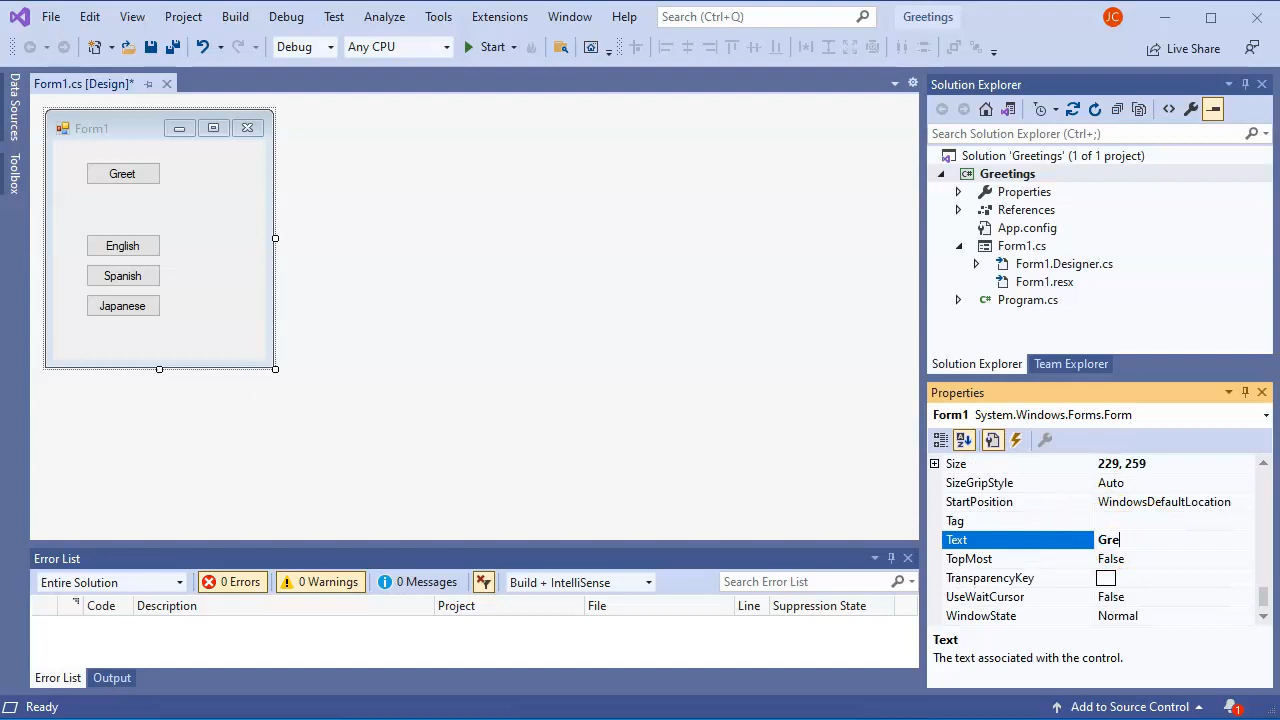 File Edit View Project Build Debug Test Analyze Tools Extensions Window Help Search (Ctrl+Q) Greetings JC
Debug Any CPU Start Live Share
Data Sources
Toolbox
Form1.cs [Design]*
Form1
Greet
English
Spanish
Japanese
Solution Explorer
Search Solution Explorer (Ctrl+;)
Solution 'Greetings' (1 of 1 project)
C# Greetings
Properties
References
App.config
Form1.cs
Form1.Designer.cs
Form1.resx
C# Program.cs
Solution Explorer Team Explorer
Properties
Form1 System.Windows.Forms.Form
Size 229, 259
SizeGripStyle Auto
StartPosition WindowsDefaultLocation
Tag
Text Gre
TopMost False
TransparencyKey
UseWaitCursor False
WindowState Normal
Text
The text associated with the control.
Error List
Entire Solution 0 Errors 0 Warnings 0 Messages Build + IntelliSense Search Error List
Code Description Project File Line Suppression State
Error List Output
Ready Add to Source Control 1